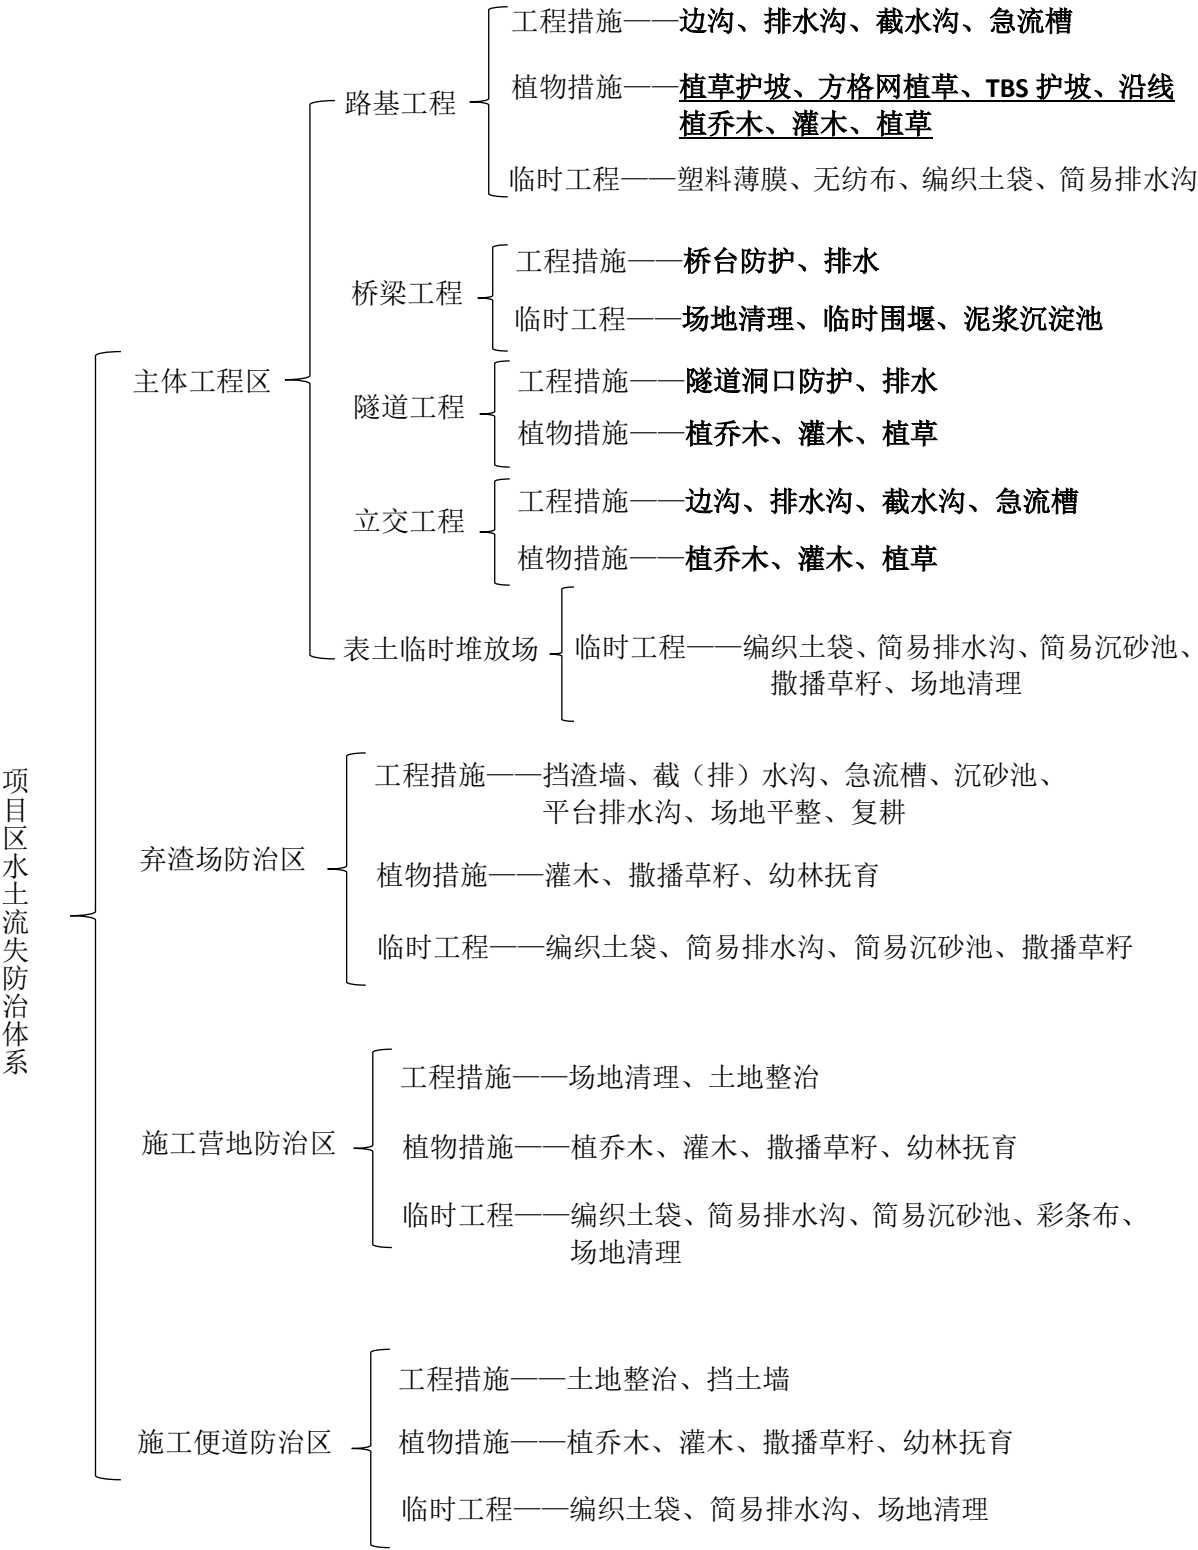 工程措施——边沟、排水沟、截水沟、急流槽
路基工程
植物措施——植草护坡、方格网植草、TBS 护坡、沿线
植乔木、灌木、植草
临时工程——塑料薄膜、无纺布、编织土袋、简易排水沟
桥梁工程
工程措施——桥台防护、排水
临时工程——场地清理、临时围堰、泥浆沉淀池
主体工程区
隧道工程
工程措施——隧道洞口防护、排水
植物措施——植乔木、灌木、植草
立交工程
工程措施——边沟、排水沟、截水沟、急流槽
植物措施——植乔木、灌木、植草
表土临时堆放场
临时工程——编织土袋、简易排水沟、简易沉砂池、
撒播草籽、场地清理
项目区水土流失防治体系
弃渣场防治区
工程措施——挡渣墙、截（排）水沟、急流槽、沉砂池、
平台排水沟、场地平整、复耕
植物措施——灌木、撒播草籽、幼林抚育
临时工程——编织土袋、简易排水沟、简易沉砂池、撒播草籽
施工营地防治区
工程措施——场地清理、土地整治
植物措施——植乔木、灌木、撒播草籽、幼林抚育
临时工程——编织土袋、简易排水沟、简易沉砂池、彩条布、
场地清理
施工便道防治区
工程措施——土地整治、挡土墙
植物措施——植乔木、灌木、撒播草籽、幼林抚育
临时工程——编织土袋、简易排水沟、场地清理